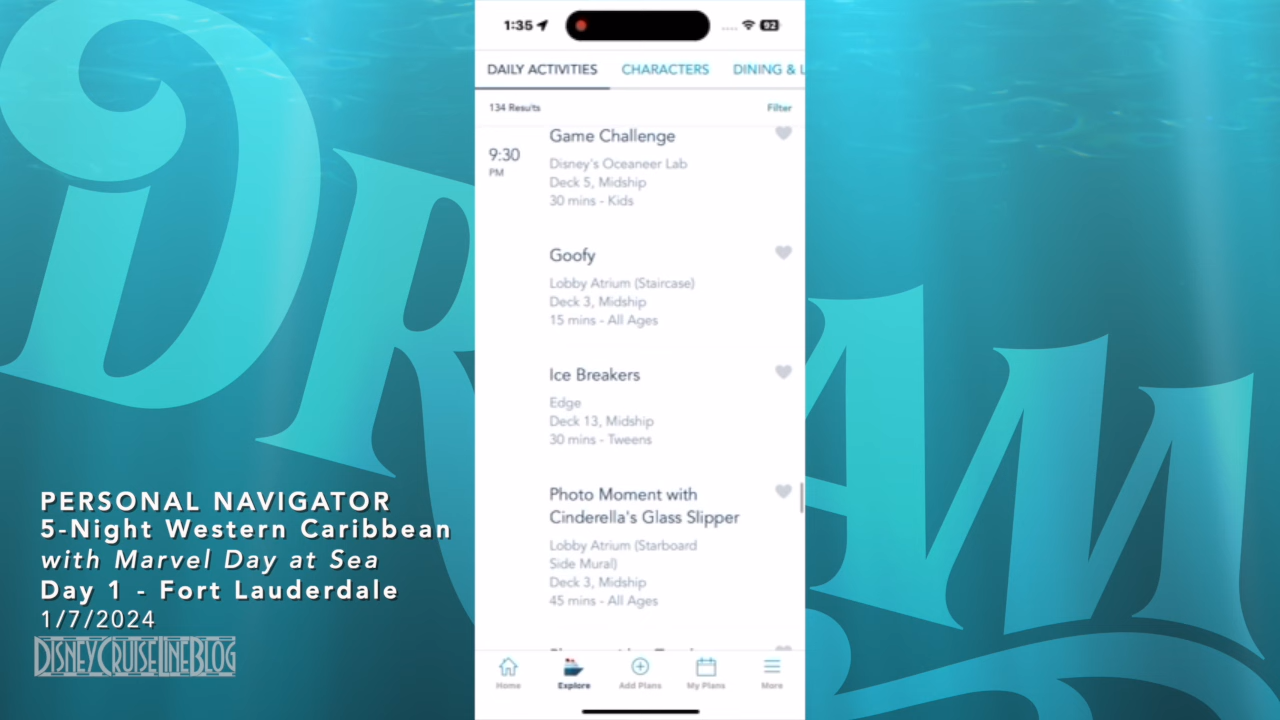 1:35
92
DAILY ACTIVITIES
CHARACTERS
DINING & L
134 Results
Filter
Game Challenge
9:30
PM
Disney's Oceaneer Lab
Deck 5, Midship
30 mins - Kids
Goofy
Lobby Atrium (Staircase)
Deck 3, Midship
15 mins - All Ages
Ice Breakers
Edge
Deck 13, Midship
30 mins - Tweens
Photo Moment with
Cinderella's Glass Slipper
Lobby Atrium (Starboard
Side Mural)
Deck 3, Midship
45 mins - All Ages
Home
Explore
Add Plans
My Plans
More
PERSONAL NAVIGATOR
5-Night Western Caribbean
with Marvel Day at Sea
Day 1 - Fort Lauderdale
1/7/2024
DISNEYCRUISELINEBLOG